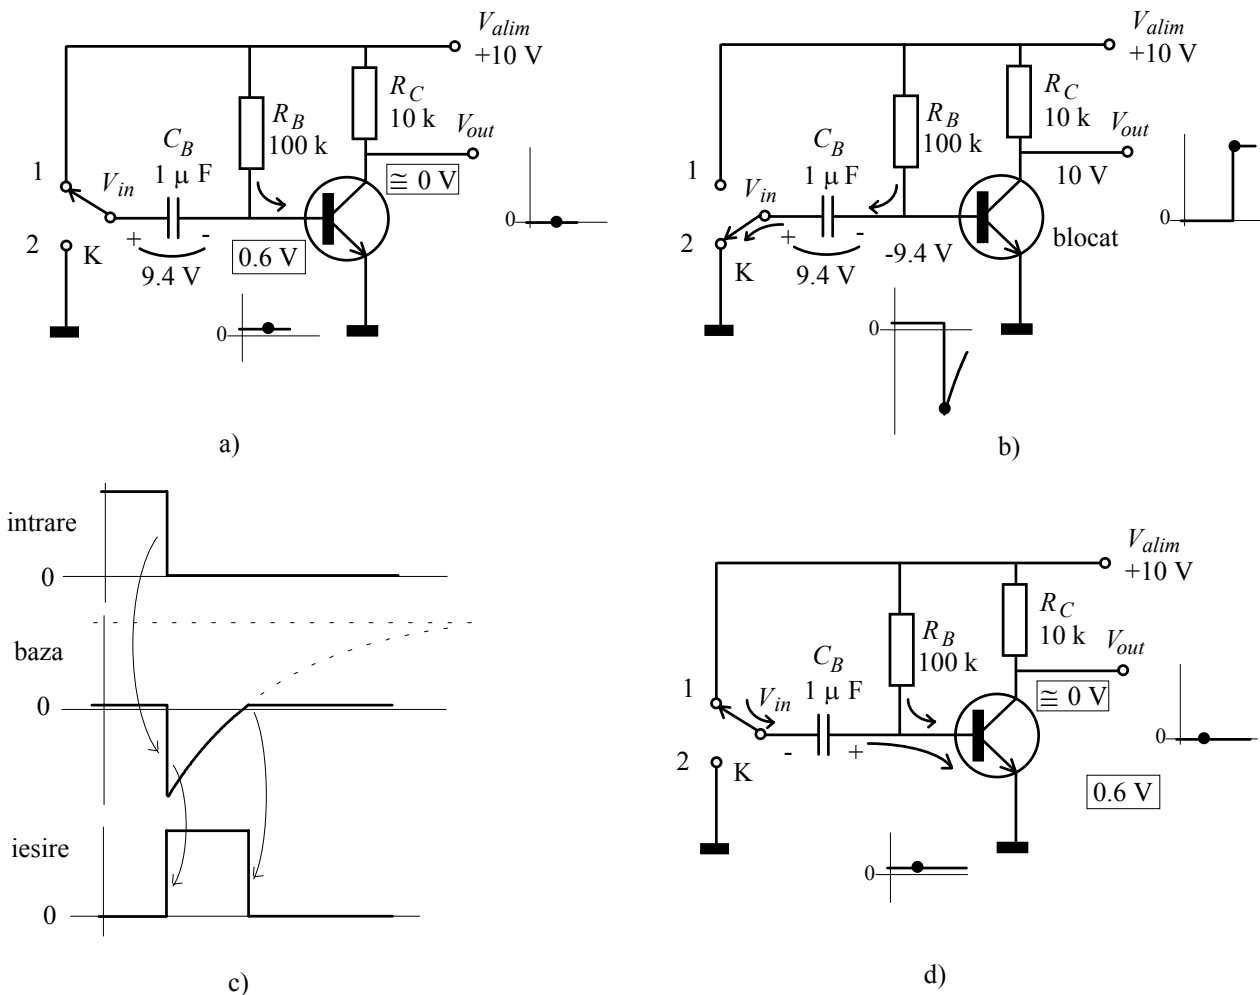 V_alim
+10 V
R_C
10 k
V_out
R_B
100 k
C_B
1 μ F
≅ 0 V
1
V_in
2
K
+ -
9.4 V
0.6 V
0
0
a)
V_alim
+10 V
R_C
10 k
V_out
R_B
100 k
C_B
1 μ F
10 V
1
V_in
2
K
+ -
9.4 V
-9.4 V
blocat
0
0
b)
intrare
0
baza
0
iesire
0
c)
V_alim
+10 V
R_C
10 k
V_out
R_B
100 k
C_B
1 μ F
≅ 0 V
1
V_in
2
K
- +
0.6 V
0
0
d)